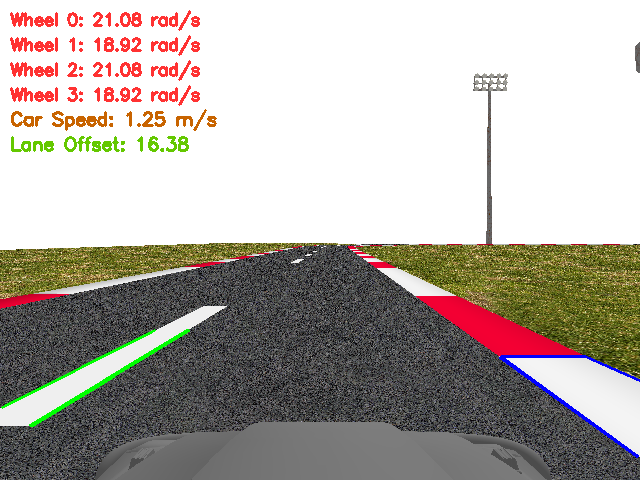 Wheel 0: 21.08 rad/s
Wheel 1: 18.92 rad/s
Wheel 2: 21.08 rad/s
Wheel 3: 18.92 rad/s
Car Speed: 1.25 m/s
Lane Offset: 16.38